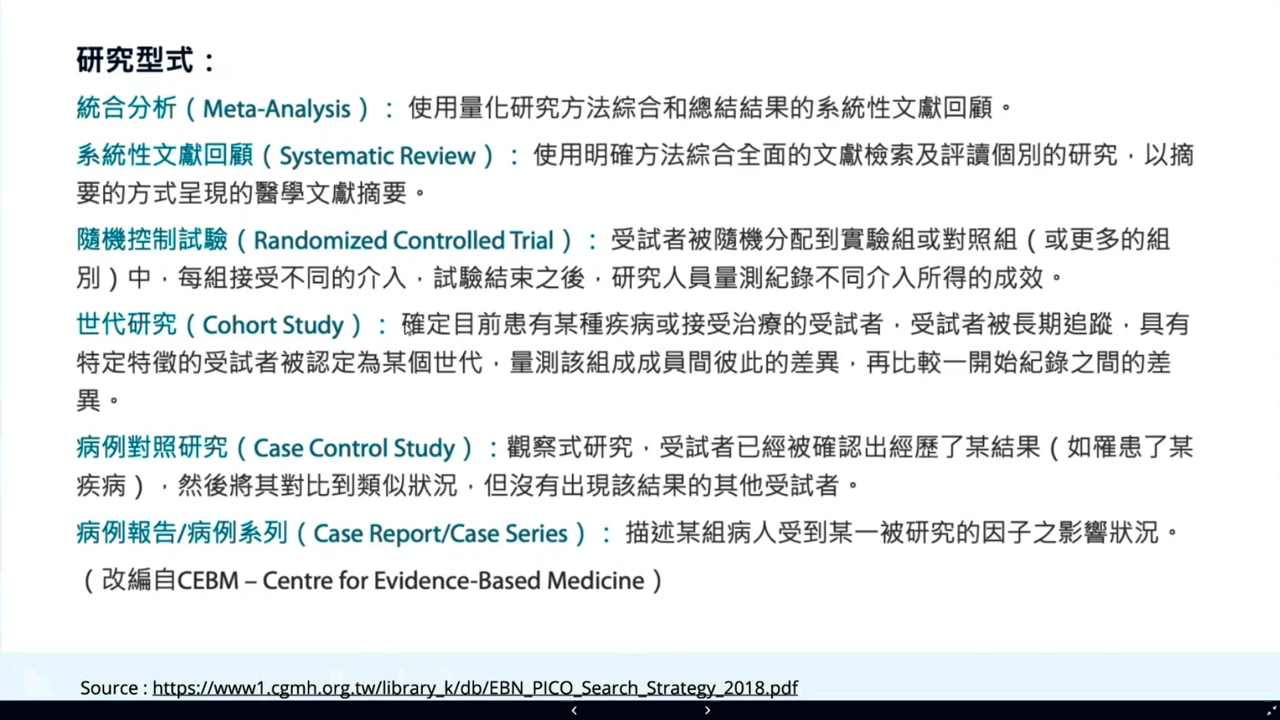 研究型式：
統合分析（Meta-Analysis）： 使用量化研究方法綜合和總結結果的系統性文獻回顧。
系統性文獻回顧（Systematic Review）： 使用明確方法綜合全面的文獻檢索及評讀個別的研究，以摘
要的方式呈現的醫學文獻摘要。
隨機控制試驗（Randomized Controlled Trial）： 受試者被隨機分配到實驗組或對照組（或更多的組
別）中，每組接受不同的介入，試驗結束之後，研究人員量測紀錄不同介入所得的成效。
世代研究（Cohort Study）： 確定目前患有某種疾病或接受治療的受試者，受試者被長期追蹤，具有
特定特徵的受試者被認定為某個世代，量測該組成成員間彼此的差異，再比較一開始紀錄之間的差
異。
病例對照研究（Case Control Study）：觀察式研究，受試者已經被確認出經歷了某結果（如罹患了某
疾病），然後將其對比到類似狀況，但沒有出現該結果的其他受試者。
病例報告/病例系列（Case Report/Case Series）： 描述某組病人受到某一被研究的因子之影響狀況。
（改編自CEBM – Centre for Evidence-Based Medicine）
Source : https://www1.cgmh.org.tw/library_k/db/EBN_PICO_Search_Strategy_2018.pdf